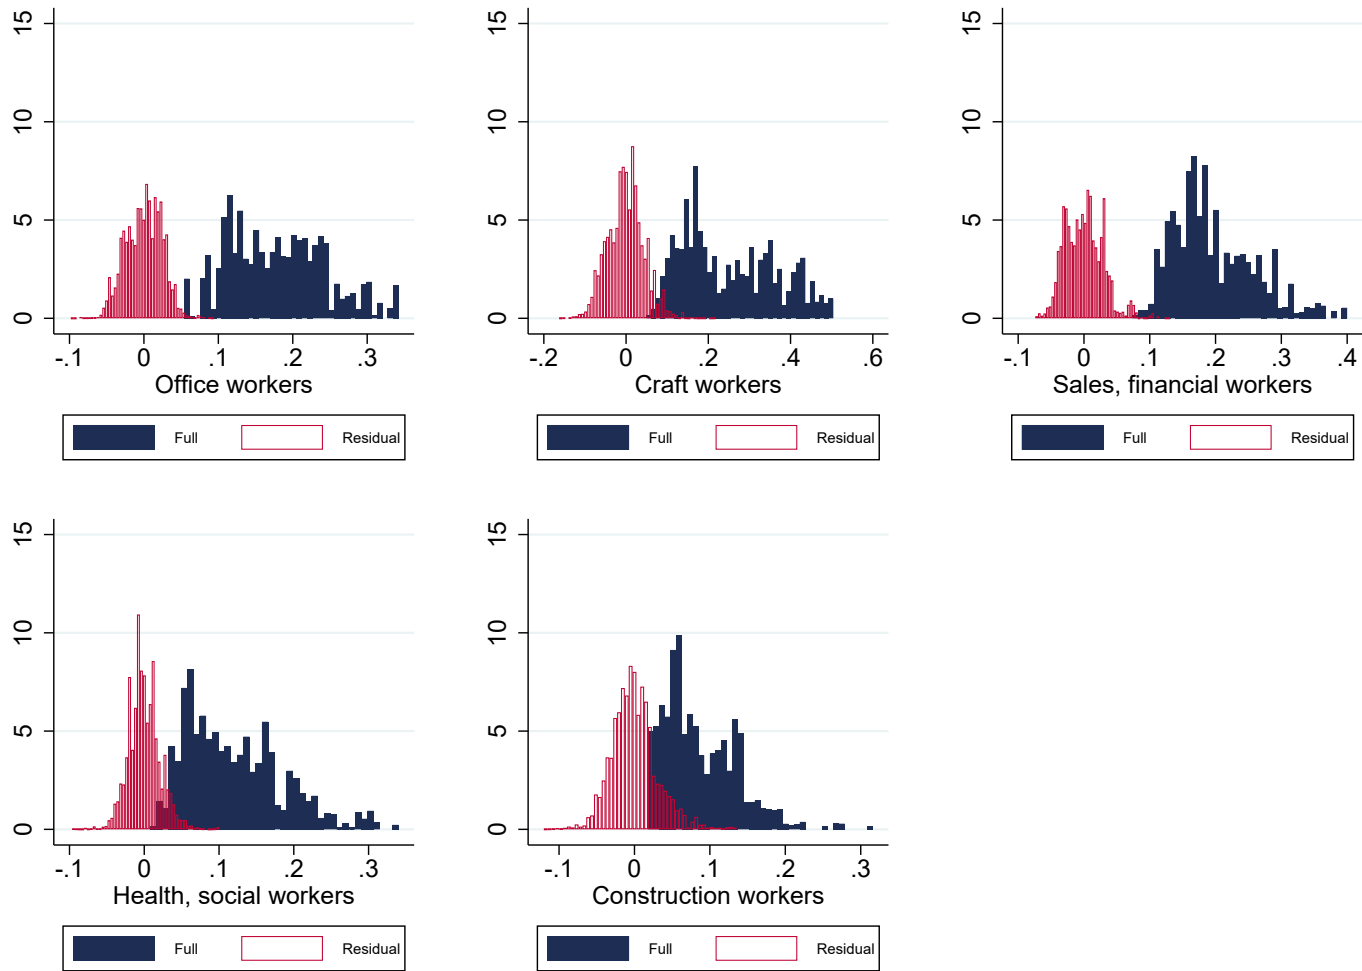 15
10
5
0
-.1 0 .1 .2 .3
Office workers
Full Residual
15
10
5
0
-.2 0 .2 .4 .6
Craft workers
Full Residual
15
10
5
0
-.1 0 .1 .2 .3 .4
Sales, financial workers
Full Residual
15
10
5
0
-.1 0 .1 .2 .3
Health, social workers
Full Residual
15
10
5
0
-.1 0 .1 .2 .3
Construction workers
Full Residual